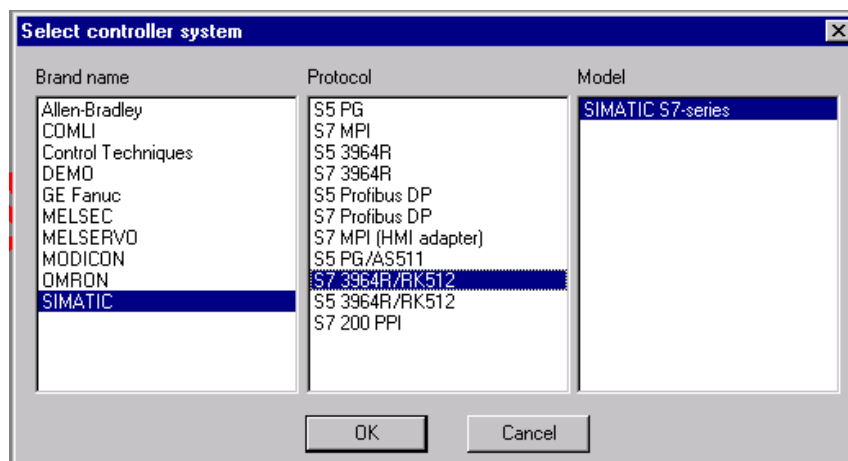 Select controller system
Brand name
Allen-Bradley
COMLI
Control Techniques
DEMO
GE Fanuc
MELSEC
MELSERVO
MODICON
OMRON
SIMATIC
Protocol
S5 PG
S7 MPI
S5 3964R
S7 3964R
S5 Profibus DP
S7 Profibus DP
S7 MPI (HMI adapter)
S5 PG/AS511
S7 3964R/RK512
S5 3964R/RK512
S7 200 PPI
Model
SIMATIC S7-series
OK
Cancel